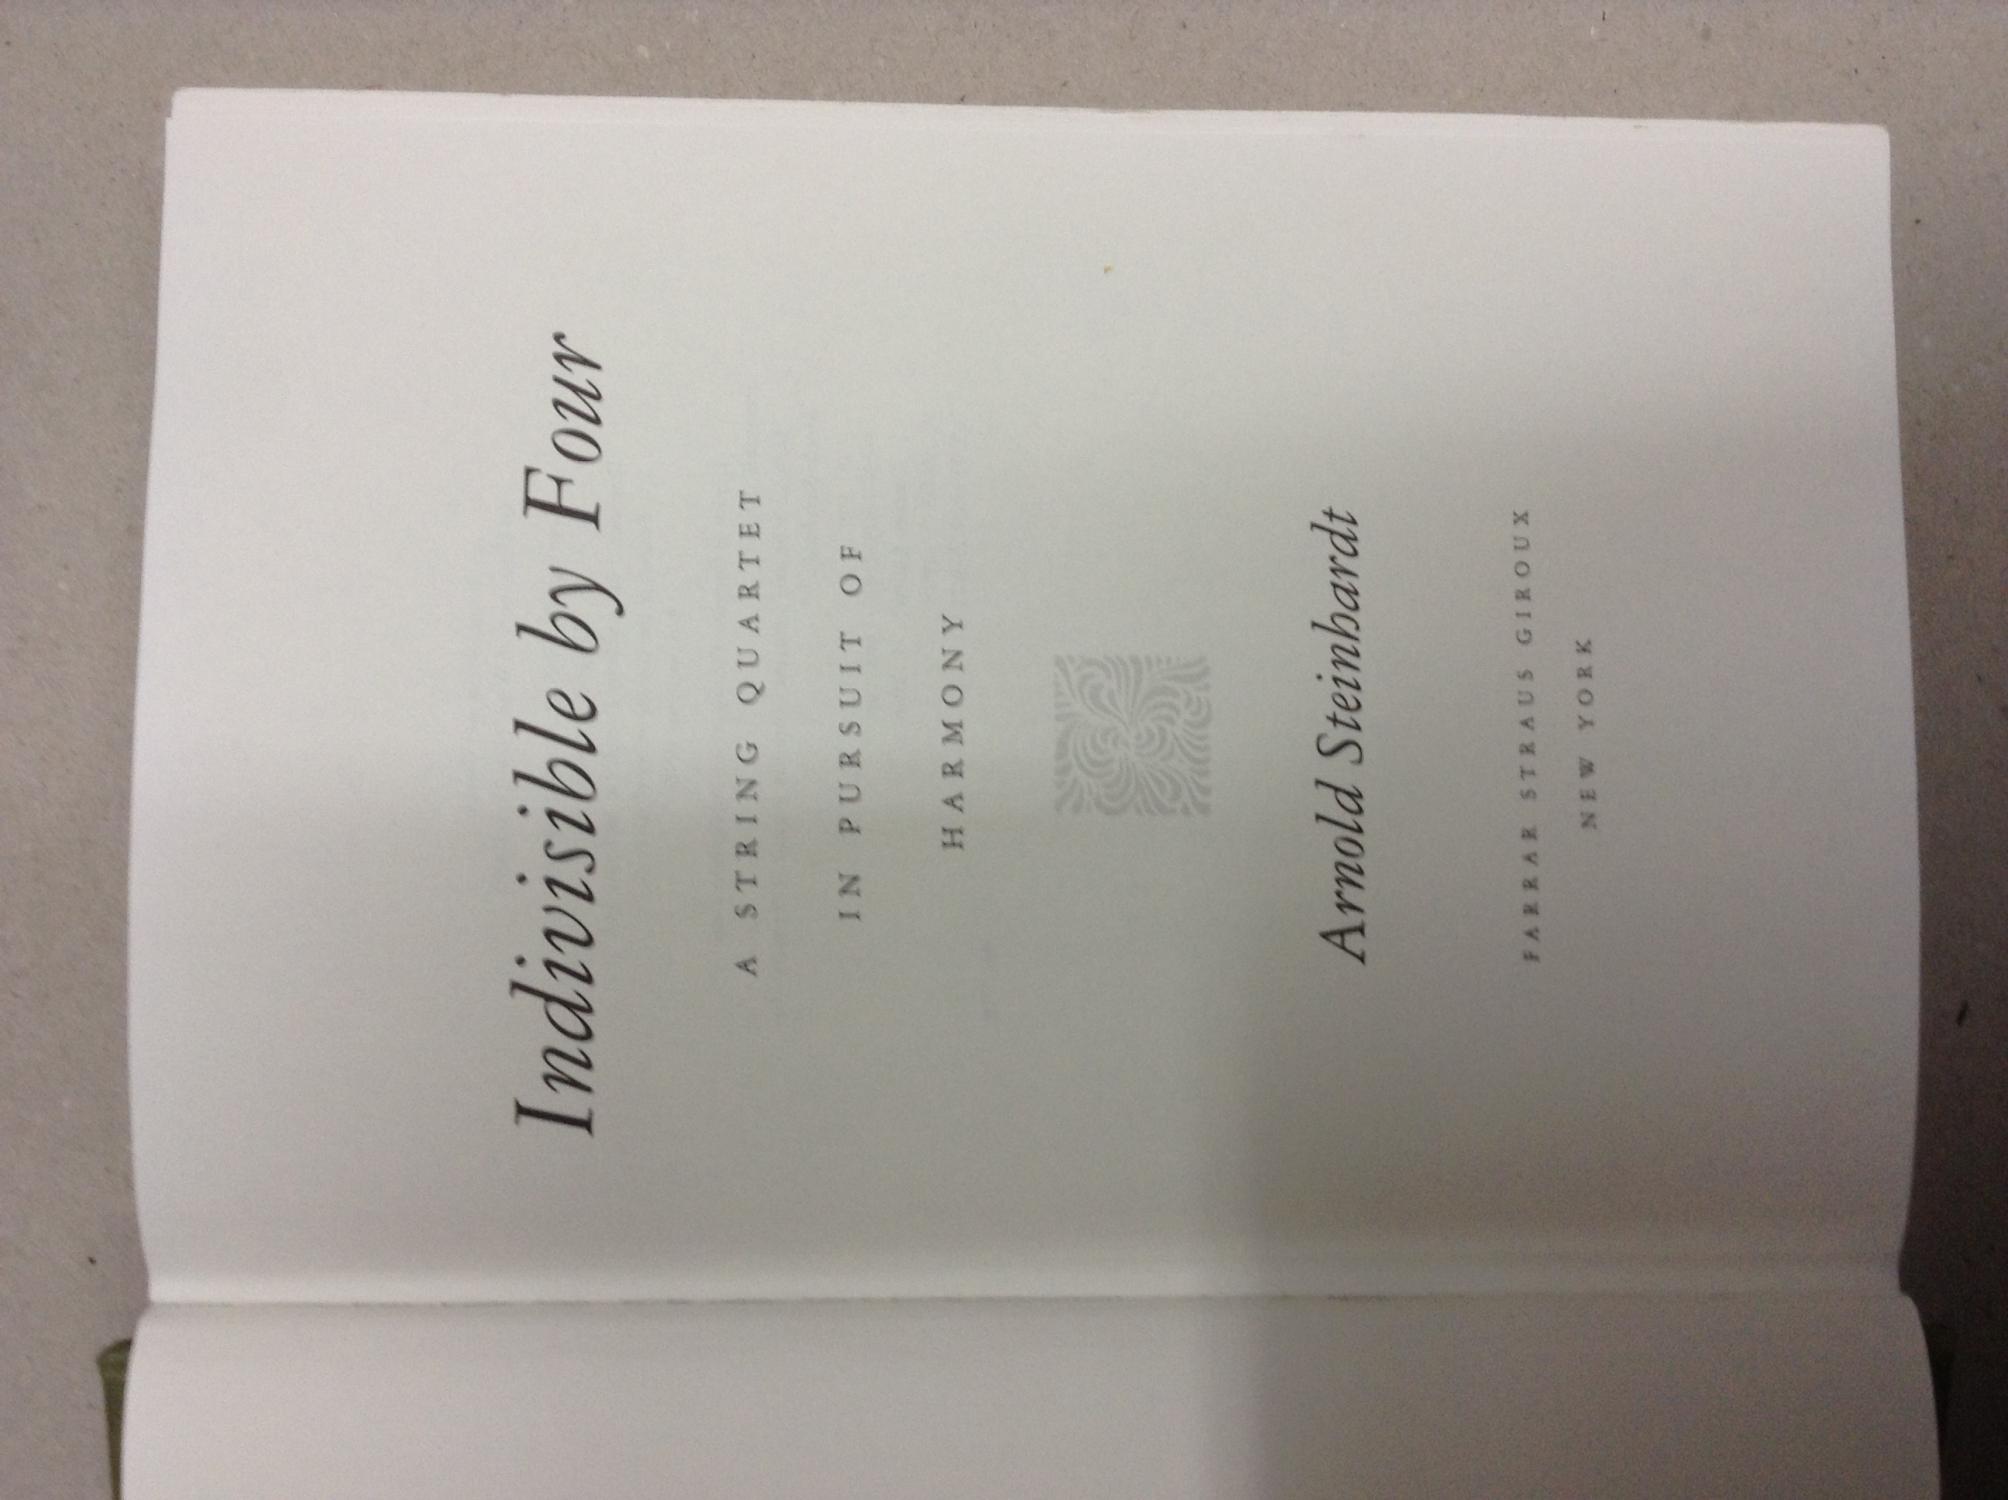 Indivisible by Four
A STRING QUARTET
IN PURSUIT OF
HARMONY
Arnold Steinhardt
FARRAR STRAUS GIROUX
NEW YORK